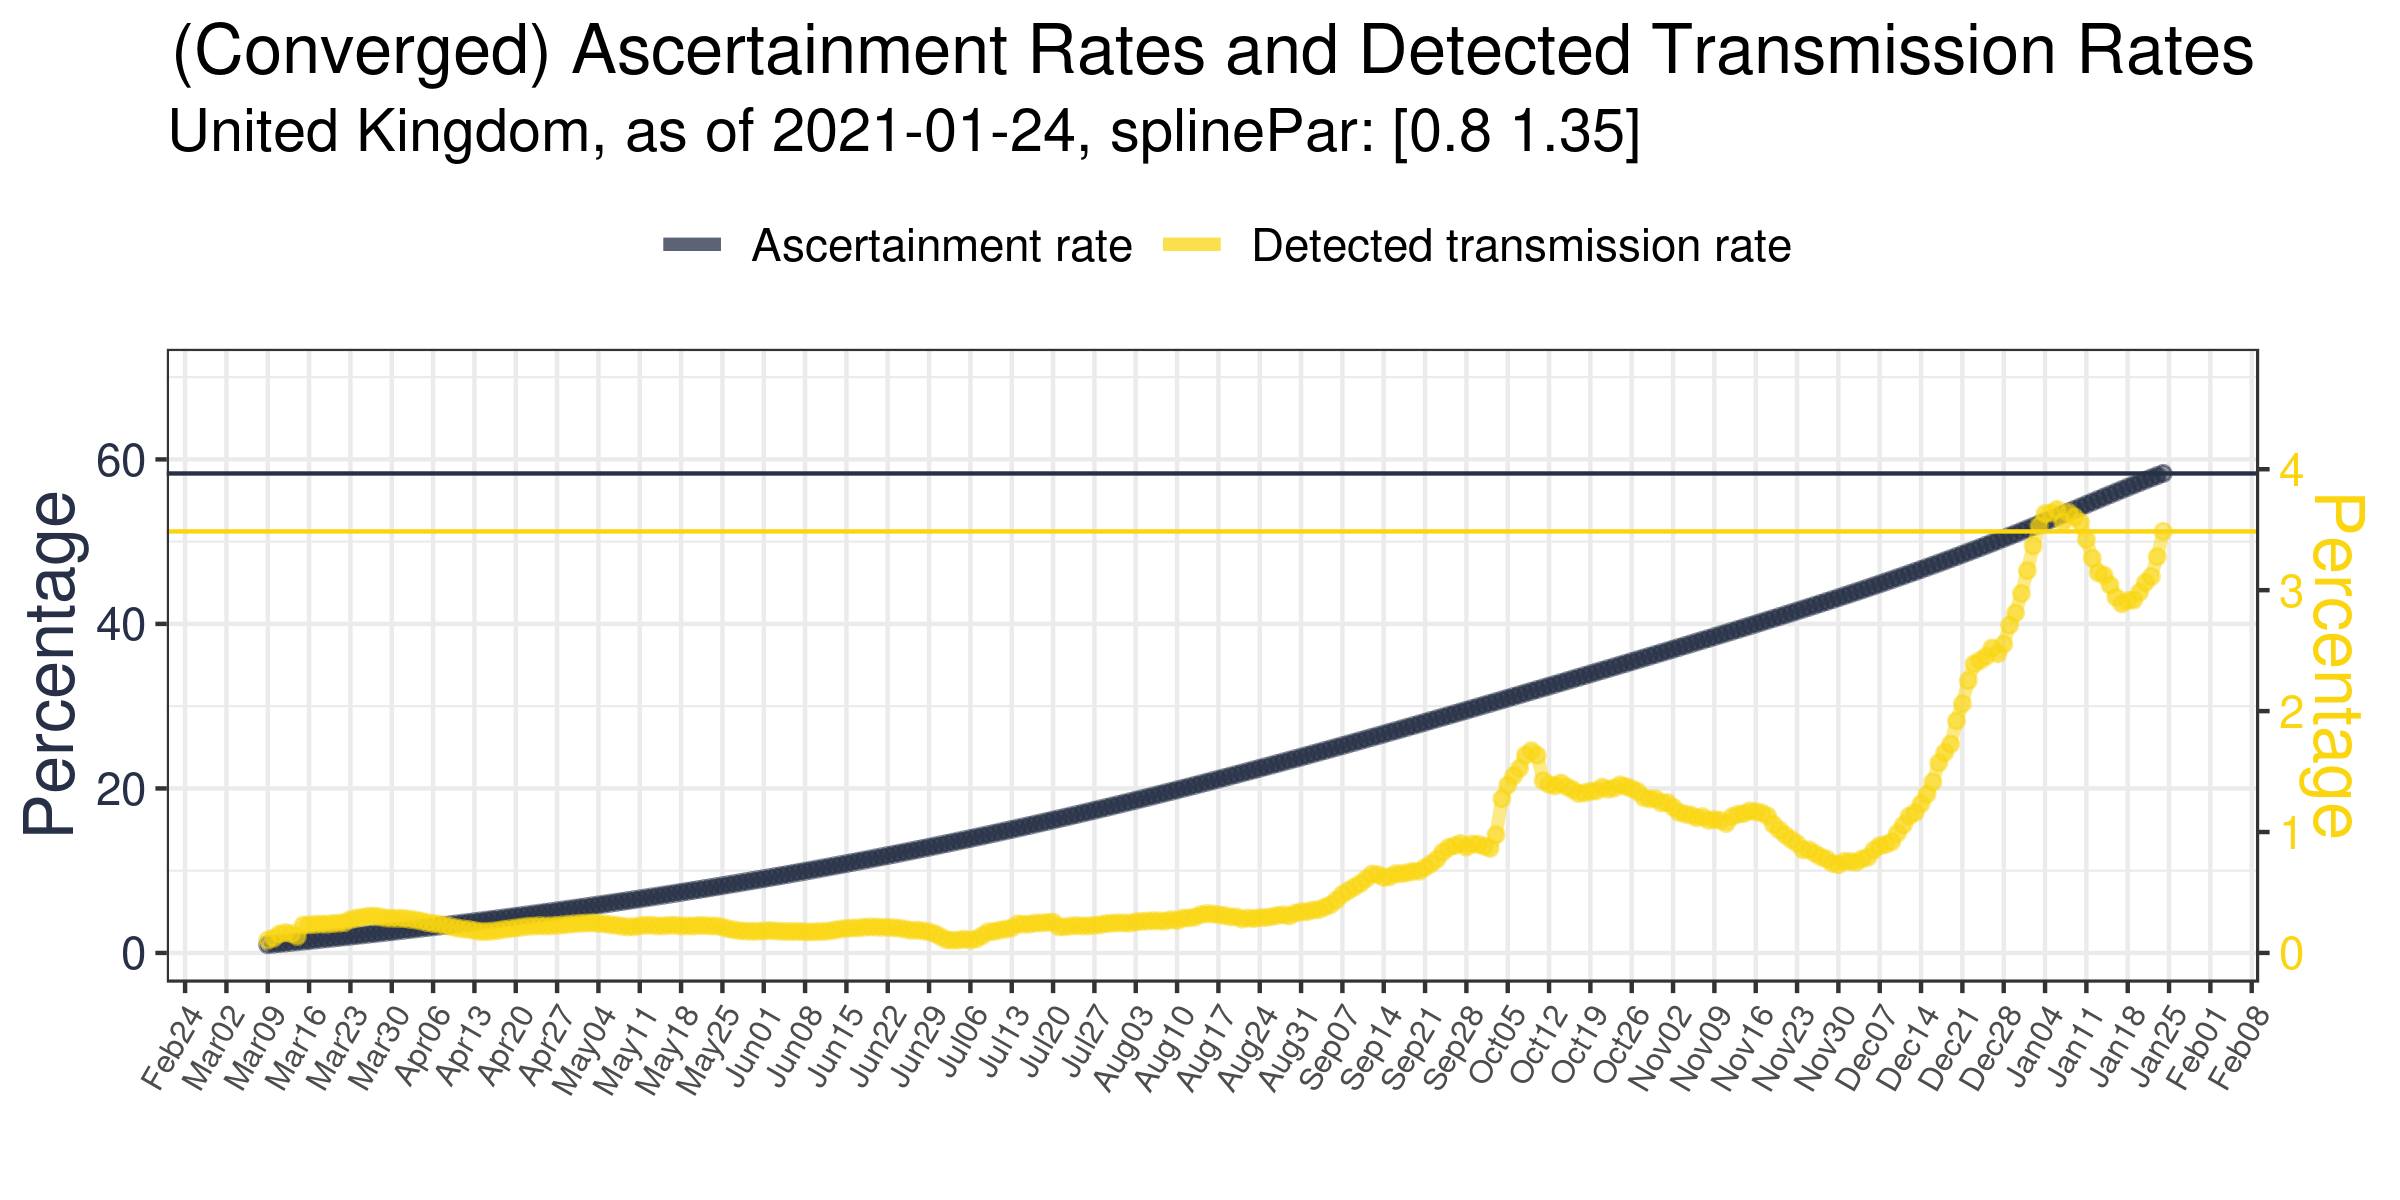 (Converged) Ascertainment Rates and Detected Transmission Rates
United Kingdom, as of 2021-01-24, splinePar: [0.8 1.35]
Ascertainment rate
Detected transmission rate
Percentage
60
40
20
0
4
3
2
1
0
Percentage
Feb24 Mar02 Mar09 Mar16 Mar23 Mar30 Apr06 Apr13 Apr20 Apr27 May04 May11 May18 May25 Jun01 Jun08 Jun15 Jun22 Jun29 Jul06 Jul13 Jul20 Jul27 Aug03 Aug10 Aug17 Aug24 Aug31 Sep07 Sep14 Sep21 Sep28 Oct05 Oct12 Oct19 Oct26 Nov02 Nov09 Nov16 Nov23 Nov30 Dec07 Dec14 Dec21 Dec28 Jan04 Jan11 Jan18 Jan25 Feb01 Feb08